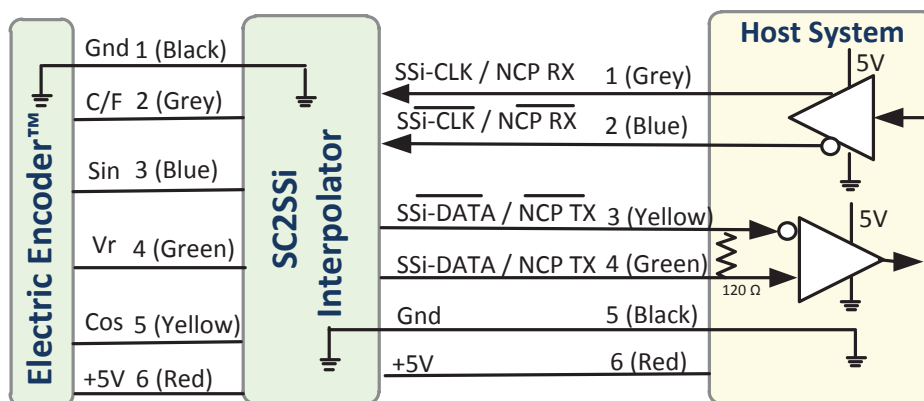 Electric Encoder™
Gnd 1 (Black)
C/F 2 (Grey)
Sin 3 (Blue)
Vr 4 (Green)
Cos 5 (Yellow)
+5V 6 (Red)
SC2SSi
Interpolator
SSi-CLK / NCP RX 1 (Grey)
SSi-CLK / NCP RX 2 (Blue)
SSi-DATA / NCP TX 3 (Yellow)
SSi-DATA / NCP TX 4 (Green)
120 Ω
Gnd 5 (Black)
+5V 6 (Red)
Host System
5V
5V